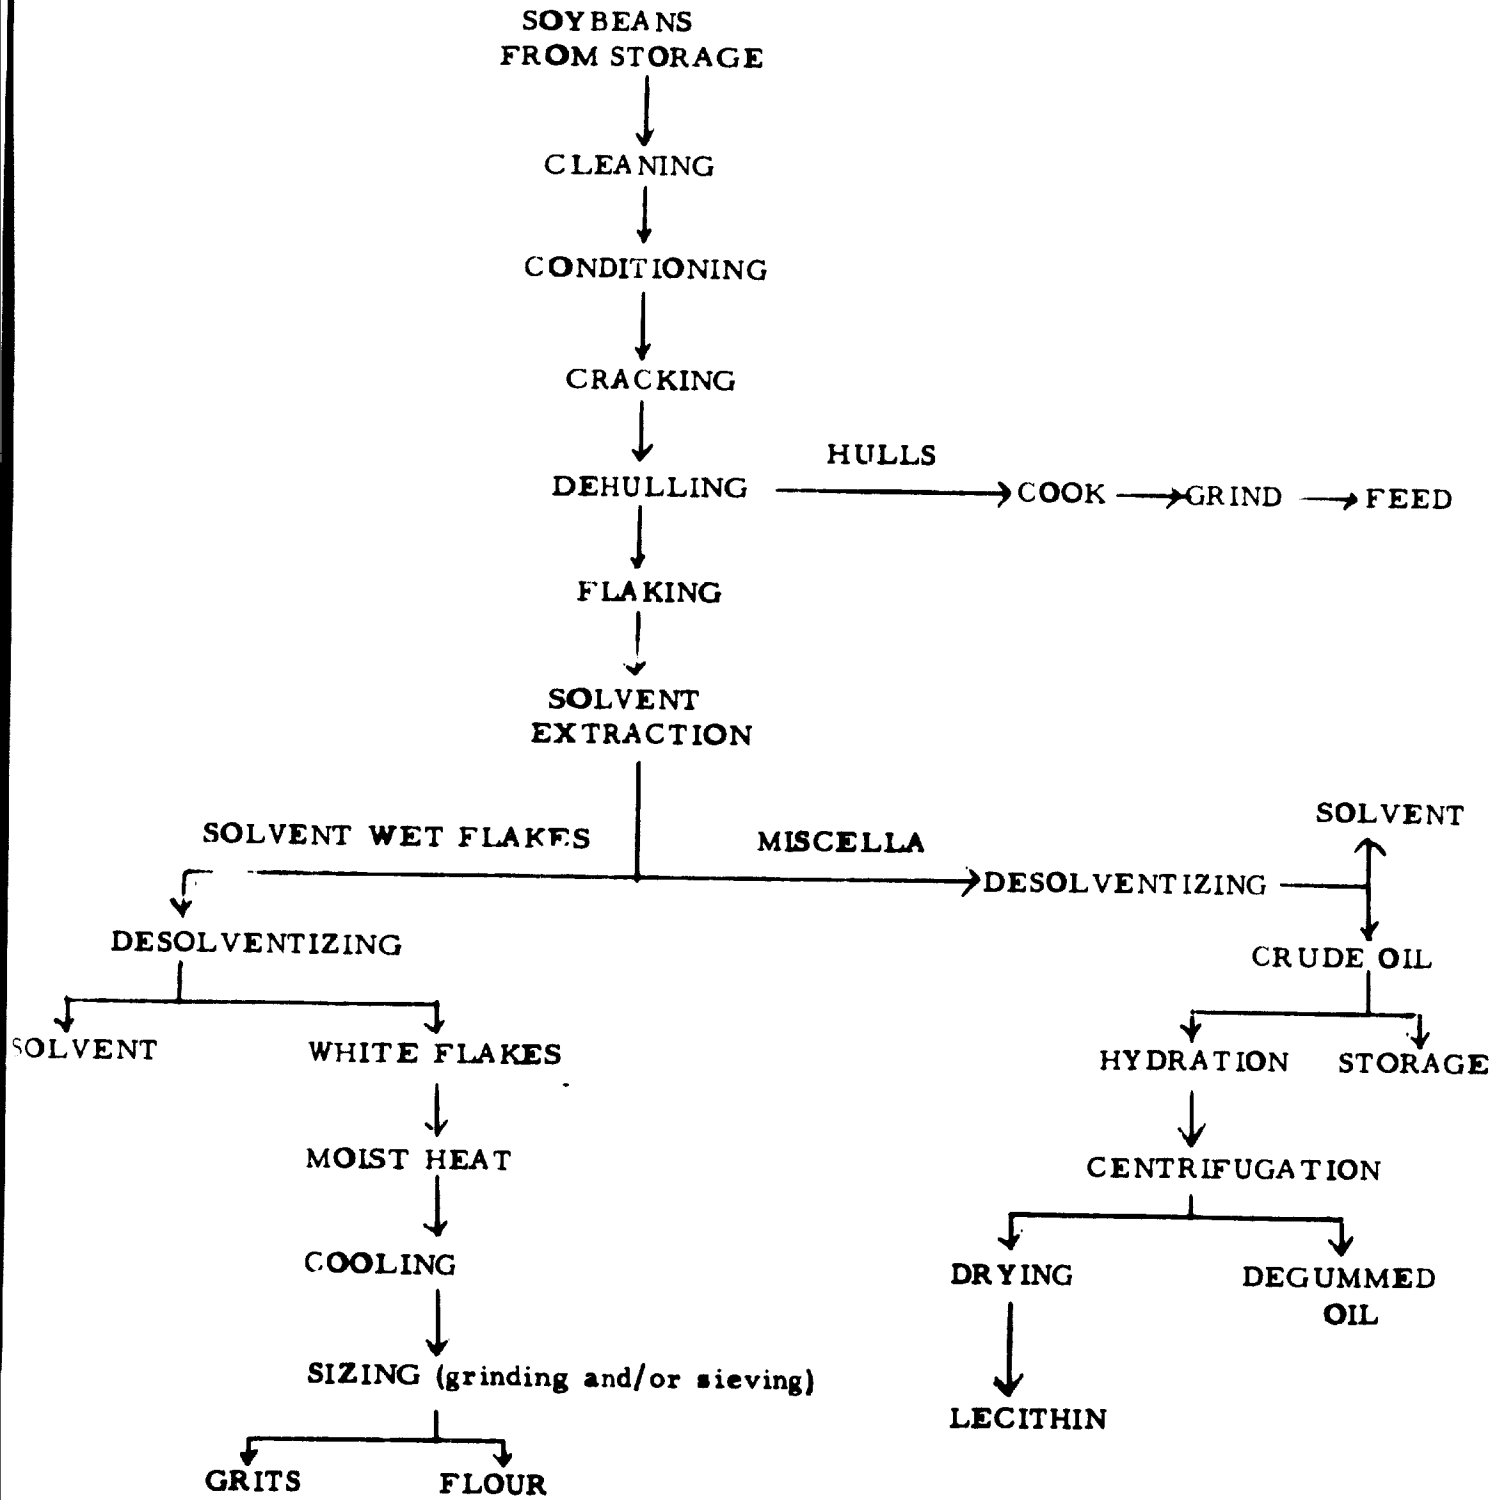 SOYBEANS
FROM STORAGE
CLEANING
CONDITIONING
CRACKING
HULLS
DEHULLING
COOK
GRIND
FEED
FLAKING
SOLVENT
EXTRACTION
SOLVENT WET FLAKES
MISCELLA
SOLVENT
DESOLVENTIZING
DESOLVENTIZING
CRUDE OIL
SOLVENT
WHITE FLAKES
HYDRATION
STORAGE
MOIST HEAT
CENTRIFUGATION
COOLING
DRYING
DEGUMMED
OIL
SIZING (grinding and/or sieving)
LECITHIN
GRITS
FLOUR